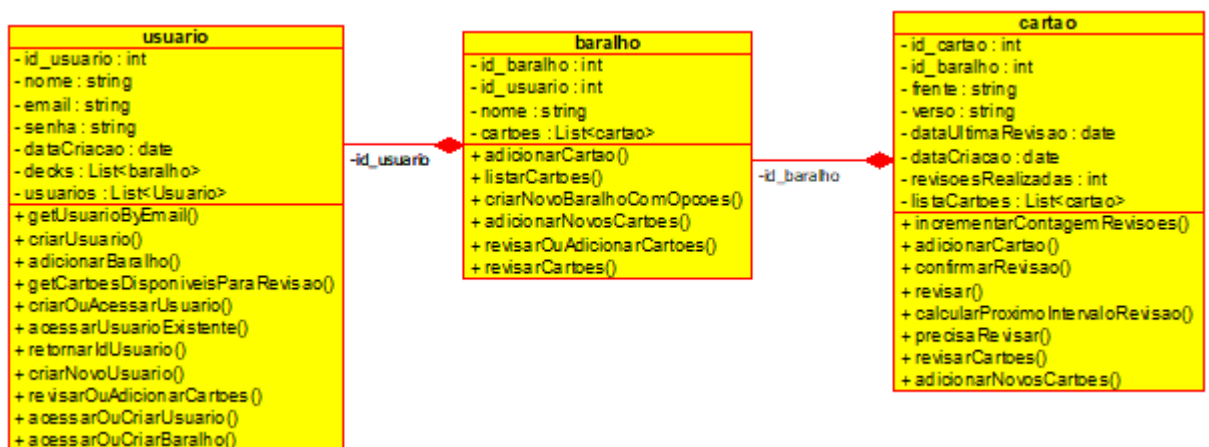 usuario
- id_usuario : int
- nome : string
- email : string
- senha : string
- dataCriacao : date
- decks : List<baralho>
- usuarios : List<Usuario>
+ getUsuarioByEmail()
+ criarUsuario()
+ adicionarBaralho()
+ getCartoesDisponiveisParaRevisao()
+ criarOuAcessarUsuario()
+ acessarUsuarioExistente()
+ retornarIdUsuario()
+ criarNovoUsuario()
+ revisarOuAdicionarCartoes()
+ acessarOuCriarUsuario()
+ acessarOuCriarBaralho()
-id_usuario
baralho
- id_baralho : int
- id_usuario : int
- nome : string
- cartoes : List<cartao>
+ adicionarCartao()
+ listarCartoes()
+ criarNovoBaralhoComOpcoes()
+ adicionarNovosCartoes()
+ revisarOuAdicionarCartoes()
+ revisarCartoes()
-id_baralho
cartao
- id_cartao : int
- id_baralho : int
- frente : string
- verso : string
- dataUltimaRevisao : date
- dataCriacao : date
- revisoesRealizadas : int
- listaCartoes : List<cartao>
+ incrementarContagemRevisoes()
+ adicionarCartao()
+ confirmarRevisao()
+ revisar()
+ calcularProximoIntervaloRevisao()
+ precisaRevisar()
+ revisarCartoes()
+ adicionarNovosCartoes()